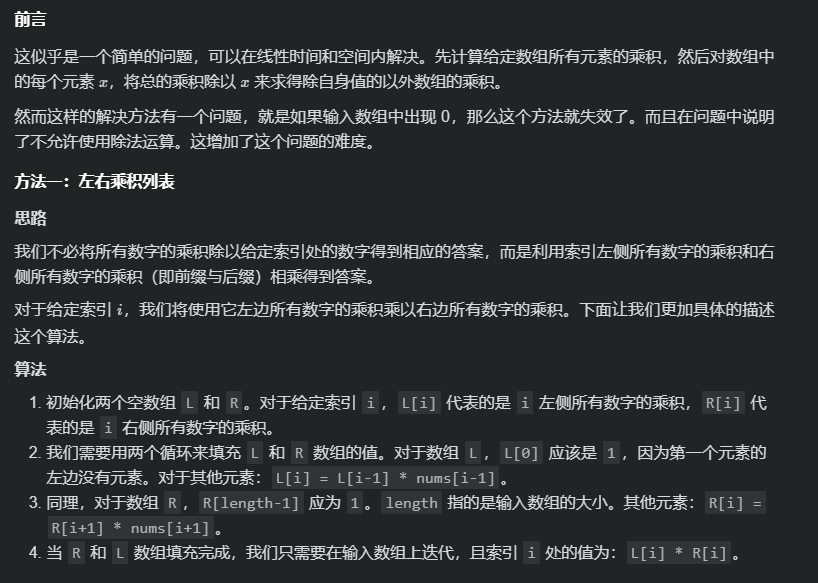 前言
这似乎是一个简单的问题，可以在线性时间和空间内解决。先计算给定数组所有元素的乘积，然后对数组中
的每个元素 x，将总的乘积除以 x 来求得除自身值的以外数组的乘积。
然而这样的解决方法有一个问题，就是如果输入数组中出现 0，那么这个方法就失效了。而且在问题中说明
了不允许使用除法运算。这增加了这个问题的难度。
方法一：左右乘积列表
思路
我们不必将所有数字的乘积除以给定索引处的数字得到相应的答案，而是利用索引左侧所有数字的乘积和右
侧所有数字的乘积（即前缀与后缀）相乘得到答案。
对于给定索引 i，我们将使用它左边所有数字的乘积乘以右边所有数字的乘积。下面让我们更加具体的描述
这个算法。
算法
1. 初始化两个空数组 L 和 R。对于给定索引 i，L[i] 代表的是 i 左侧所有数字的乘积，R[i] 代
表的是 i 右侧所有数字的乘积。
2. 我们需要用两个循环来填充 L 和 R 数组的值。对于数组 L，L[0] 应该是 1，因为第一个元素的
左边没有元素。对于其他元素：L[i] = L[i-1] * nums[i-1]。
3. 同理，对于数组 R，R[length-1] 应为 1。length 指的是输入数组的大小。其他元素：R[i] =
R[i+1] * nums[i+1]。
4. 当 R 和 L 数组填充完成，我们只需要在输入数组上迭代，且索引 i 处的值为：L[i] * R[i]。